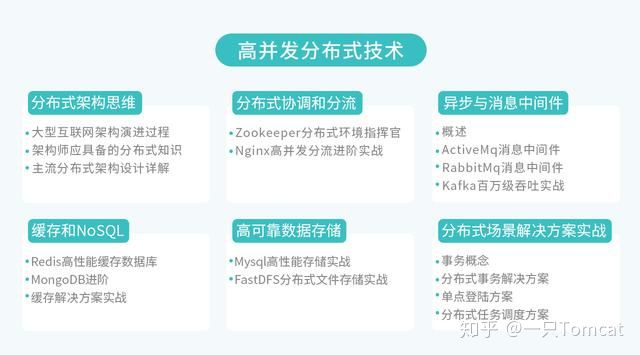 高并发分布式技术
分布式架构思维
•大型互联网架构演进过程
•架构师应具备的分布式知识
•主流分布式架构设计详解
分布式协调和分流
•Zookeeper分布式环境指挥官
•Nginx高并发分流进阶实战
异步与消息中间件
•概述
•ActiveMq消息中间件
•RabbitMq消息中间件
•Kafka百万级吞吐实战
缓存和NoSQL
•Redis高性能缓存数据库
•MongoDB进阶
•缓存解决方案实战
高可靠数据存储
•Mysql高性能存储实战
•FastDFS分布式文件存储实战
分布式场景解决方案实战
•事务概念
•分布式事务解决方案
•单点登陆方案
•分布式任务调度方案
知乎 @一只Tomcat